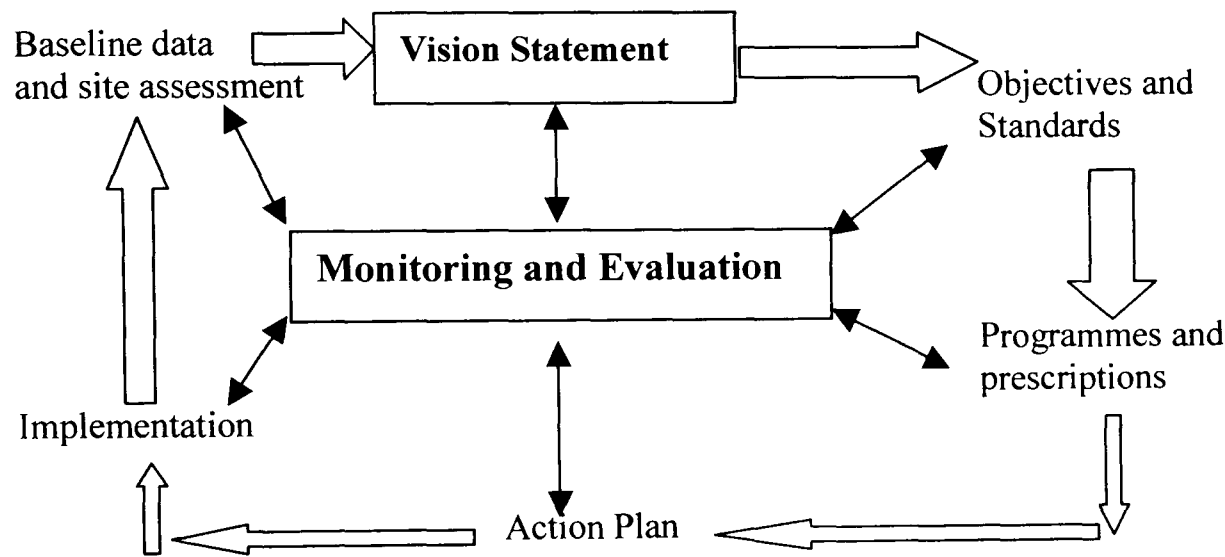 Baseline data
and site assessment
Vision Statement
Objectives and
Standards
Monitoring and Evaluation
Programmes and
prescriptions
Implementation
Action Plan